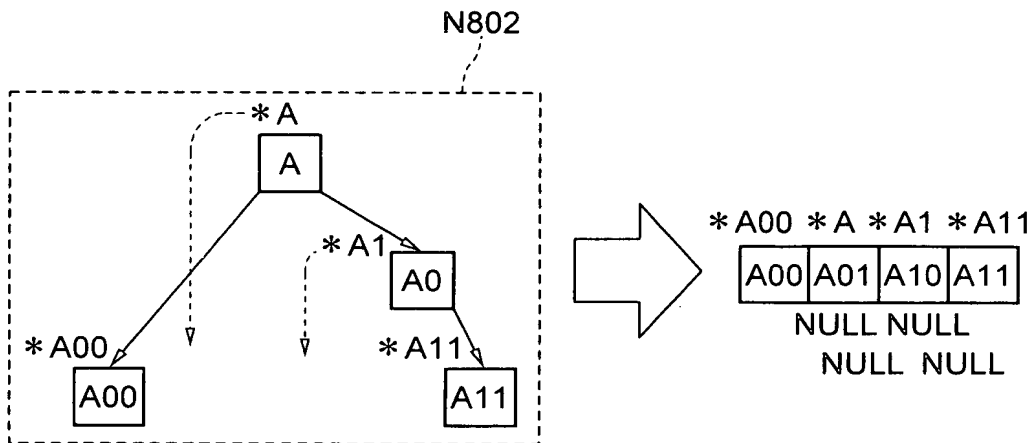 N802
*A
A
*A1
A0
*A00
*A11
A00
A11
*A00 *A *A1 *A11
A00 A01 A10 A11
NULL NULL
NULL NULL